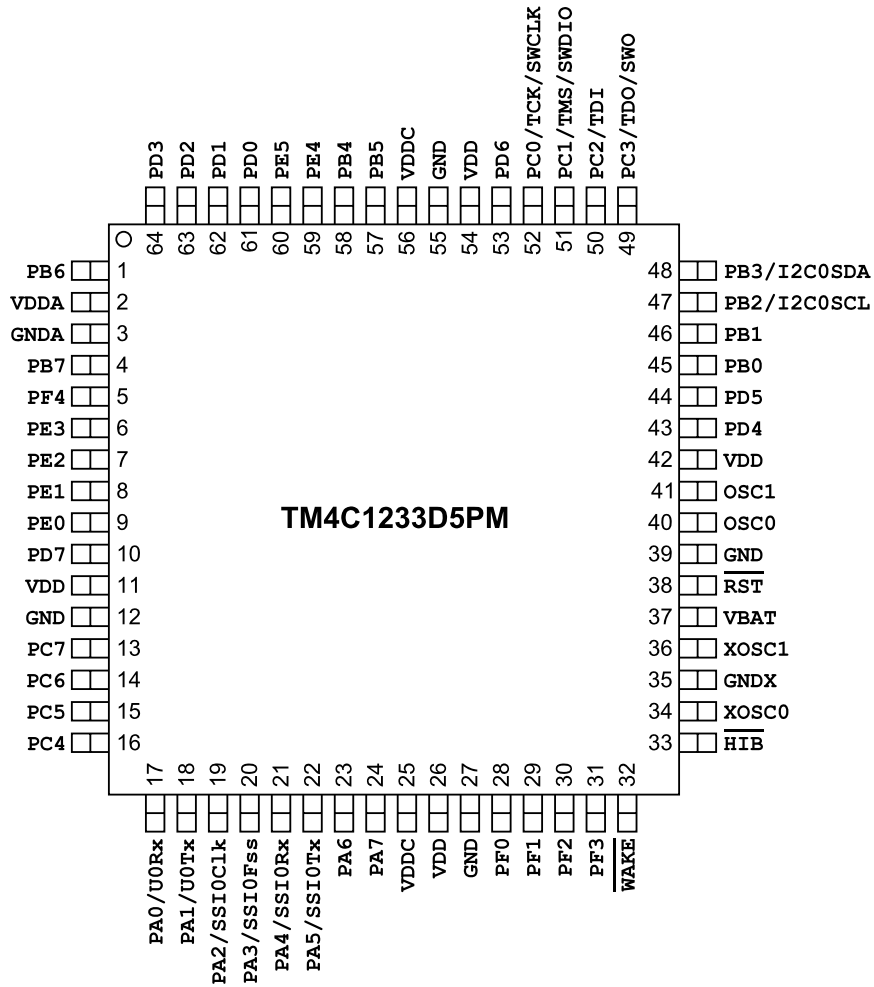 PC0/TCK/SWCLK
PC1/TMS/SWDIO
PC2/TDI
PC3/TDO/SWO
PD3
PD2
PD1
PD0
PE5
PE4
PB4
PB5
VDDC
GND
VDD
PD6
64
63
62
61
60
59
58
57
56
55
54
53
52
51
50
49
PB6 1
VDDA 2
GNDA 3
PB7 4
PF4 5
PE3 6
PE2 7
PE1 8
PE0 9
PD7 10
VDD 11
GND 12
PC7 13
PC6 14
PC5 15
PC4 16
TM4C1233D5PM
48 PB3/I2C0SDA
47 PB2/I2C0SCL
46 PB1
45 PB0
44 PD5
43 PD4
42 VDD
41 OSC1
40 OSC0
39 GND
38 RST
37 VBAT
36 XOSC1
35 GNDX
34 XOSC0
33 HIB
17
18
19
20
21
22
23
24
25
26
27
28
29
30
31
32
PA0/U0Rx
PA1/U0Tx
PA2/SSI0Clk
PA3/SSI0Fss
PA4/SSI0Rx
PA5/SSI0Tx
PA6
PA7
VDDC
VDD
GND
PF0
PF1
PF2
PF3
WAKE